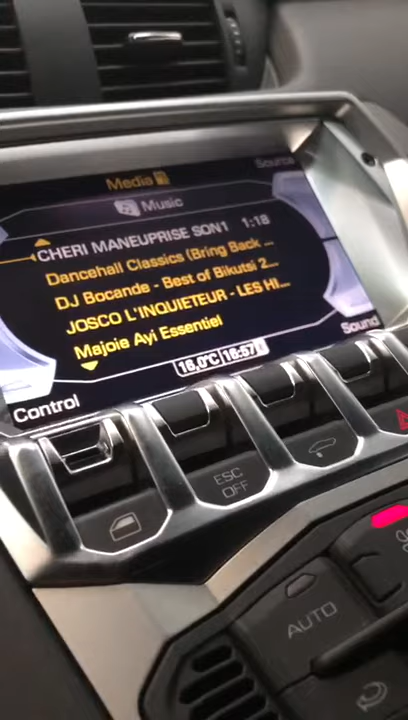 Source
Media
Music
CHERI MANEUPRISE SON1 1:18
Dancehall Classics (Bring Back ...
DJ Bocande - Best of Bikutsi 2...
JOSCO L'INQUIETEUR - LES HI...
Majoie Ayi Essentiel
Sound
16,0°C 16:57
Control
ESC
OFF
AUTO